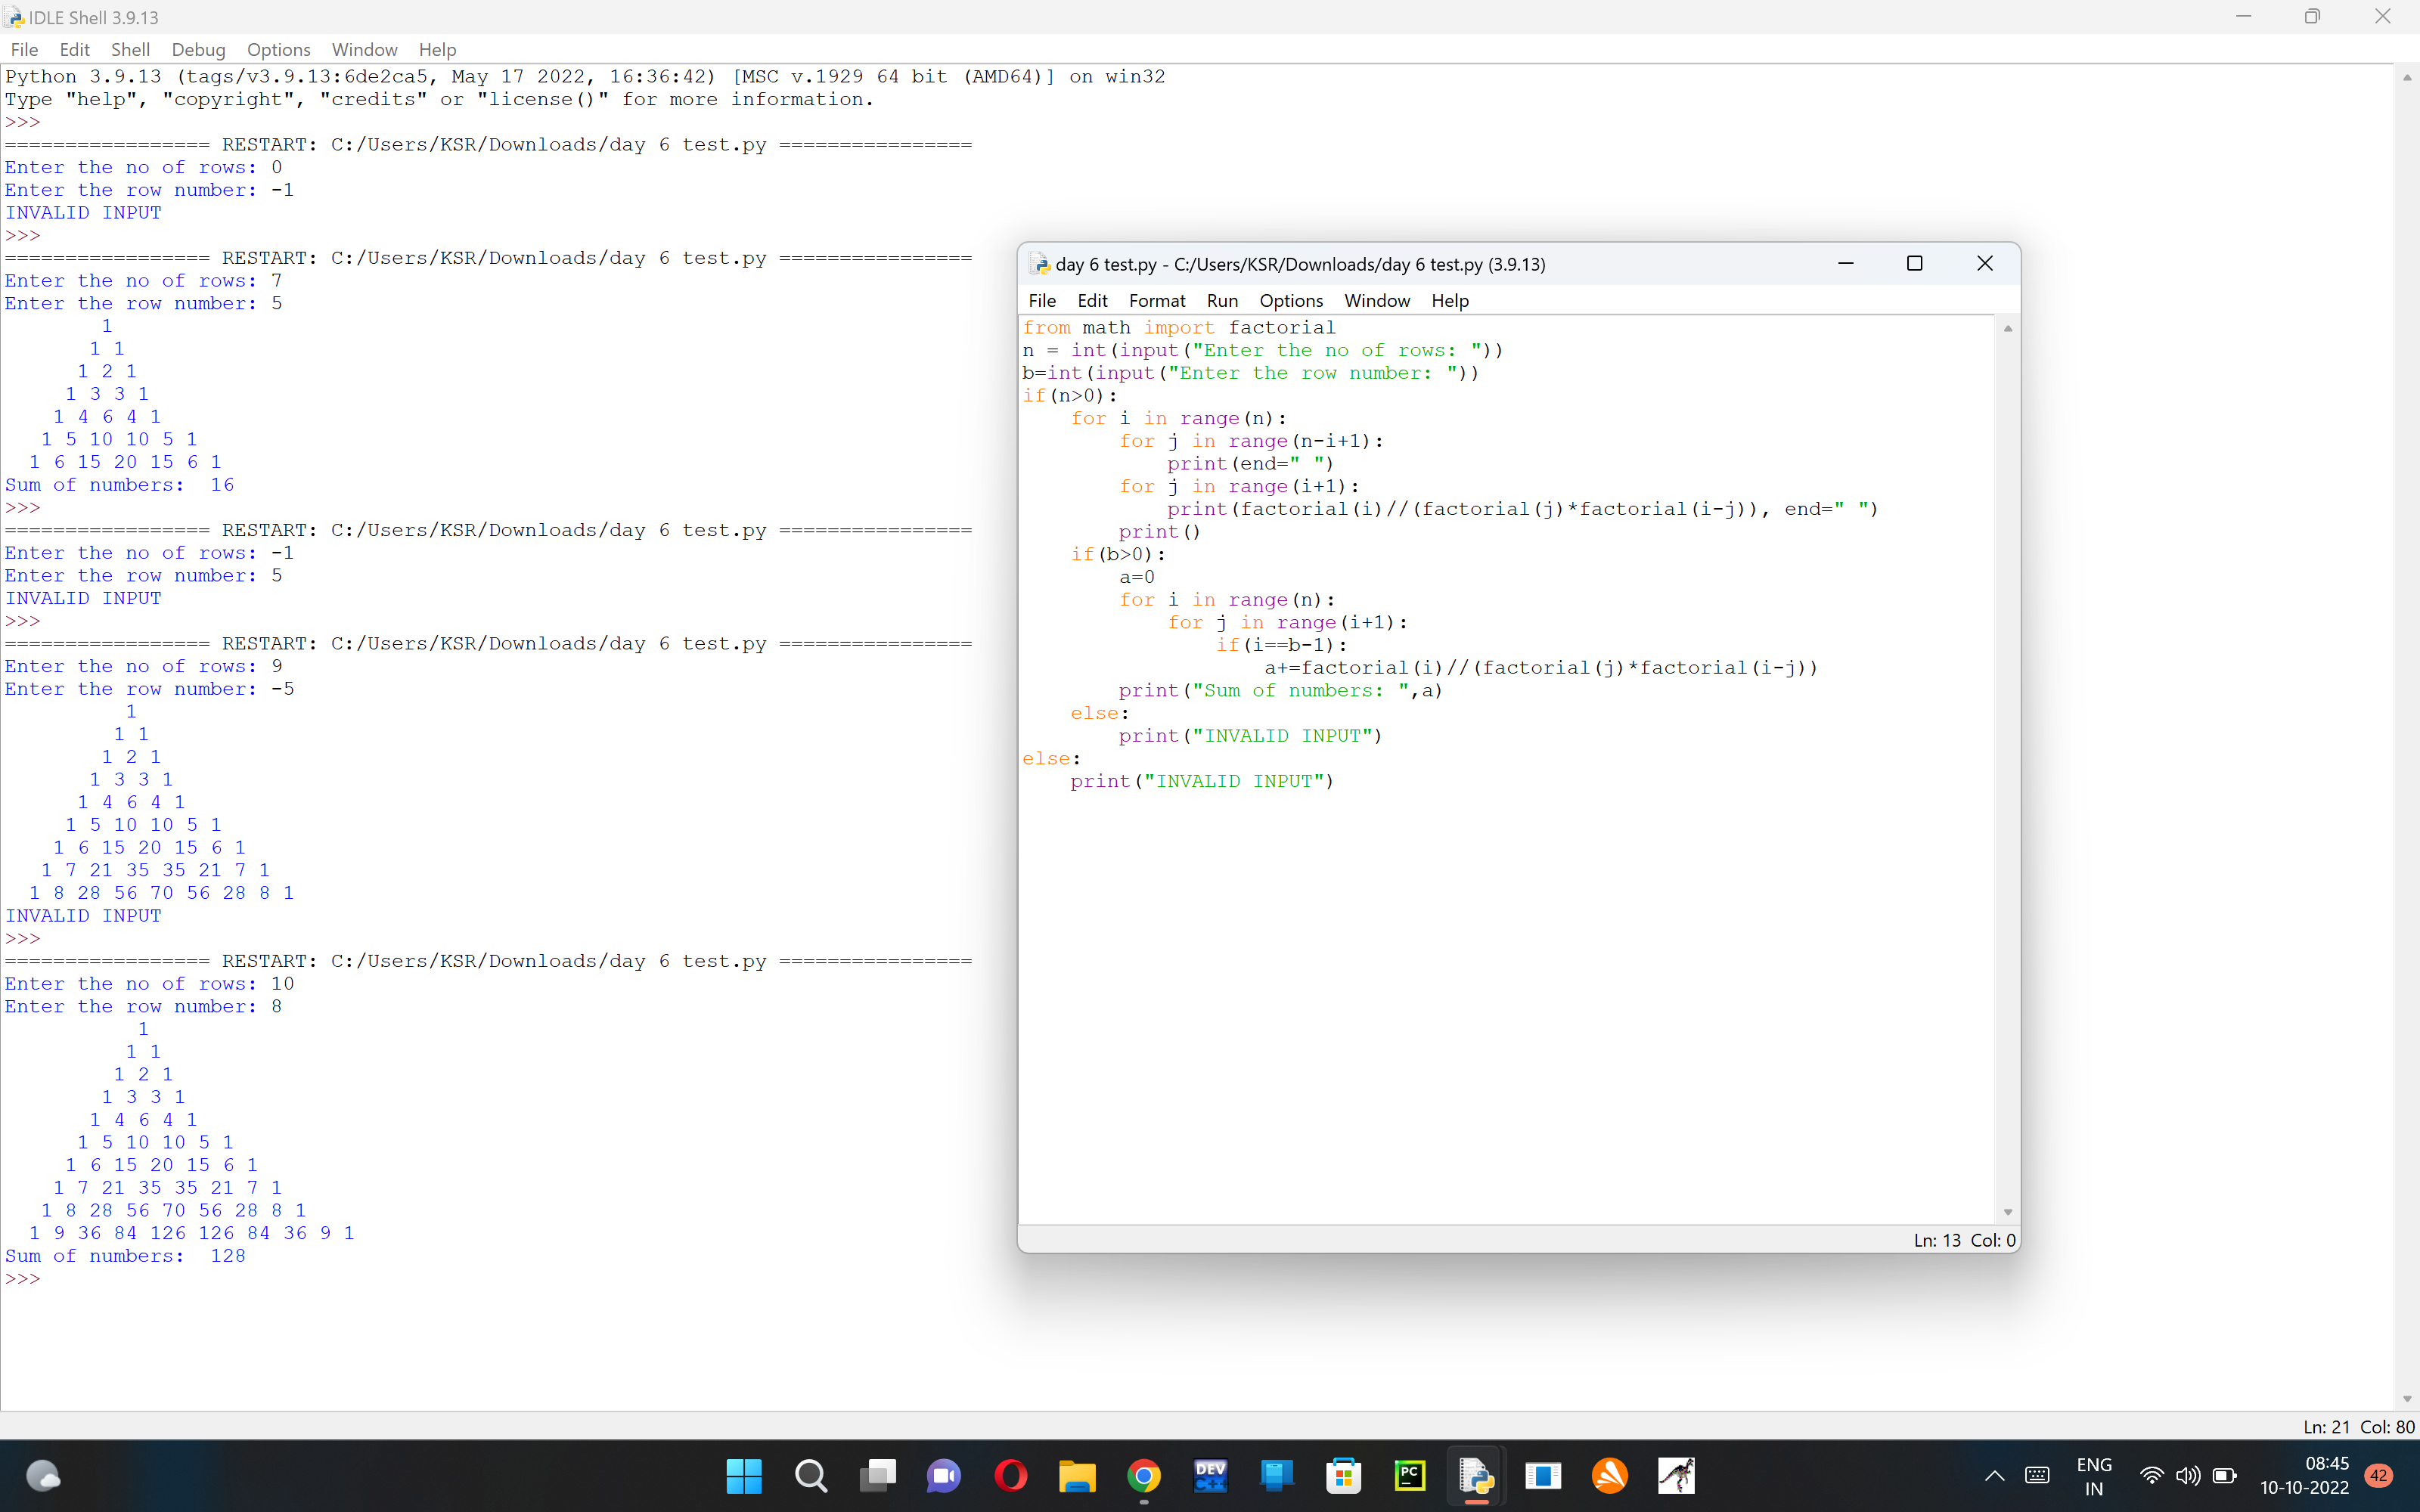 IDLE Shell 3.9.13
File Edit Shell Debug Options Window Help
Python 3.9.13 (tags/v3.9.13:6de2ca5, May 17 2022, 16:36:42) [MSC v.1929 64 bit (AMD64)] on win32
Type "help", "copyright", "credits" or "license()" for more information.
>>>
================= RESTART: C:/Users/KSR/Downloads/day 6 test.py ================
Enter the no of rows: 0
Enter the row number: -1
INVALID INPUT
>>>
================= RESTART: C:/Users/KSR/Downloads/day 6 test.py ================
Enter the no of rows: 7
Enter the row number: 5
1
1 1
1 2 1
1 3 3 1
1 4 6 4 1
1 5 10 10 5 1
1 6 15 20 15 6 1
Sum of numbers:  16
>>>
================= RESTART: C:/Users/KSR/Downloads/day 6 test.py ================
Enter the no of rows: -1
Enter the row number: 5
INVALID INPUT
>>>
================= RESTART: C:/Users/KSR/Downloads/day 6 test.py ================
Enter the no of rows: 9
Enter the row number: -5
1
1 1
1 2 1
1 3 3 1
1 4 6 4 1
1 5 10 10 5 1
1 6 15 20 15 6 1
1 7 21 35 35 21 7 1
1 8 28 56 70 56 28 8 1
INVALID INPUT
>>>
================= RESTART: C:/Users/KSR/Downloads/day 6 test.py ================
Enter the no of rows: 10
Enter the row number: 8
1
1 1
1 2 1
1 3 3 1
1 4 6 4 1
1 5 10 10 5 1
1 6 15 20 15 6 1
1 7 21 35 35 21 7 1
1 8 28 56 70 56 28 8 1
1 9 36 84 126 126 84 36 9 1
Sum of numbers:  128
>>>
day 6 test.py - C:/Users/KSR/Downloads/day 6 test.py (3.9.13)
File Edit Format Run Options Window Help
from math import factorial
n = int(input("Enter the no of rows: "))
b=int(input("Enter the row number: "))
if(n>0):
    for i in range(n):
        for j in range(n-i+1):
            print(end=" ")
        for j in range(i+1):
            print(factorial(i)//(factorial(j)*factorial(i-j)), end=" ")
        print()
    if(b>0):
        a=0
        for i in range(n):
            for j in range(i+1):
                if(i==b-1):
                    a+=factorial(i)//(factorial(j)*factorial(i-j))
        print("Sum of numbers: ",a)
    else:
        print("INVALID INPUT")
else:
    print("INVALID INPUT")
Ln: 13 Col: 0
Ln: 21 Col: 80
DEV
C++
PC
ENG
IN
08:45
10-10-2022
42